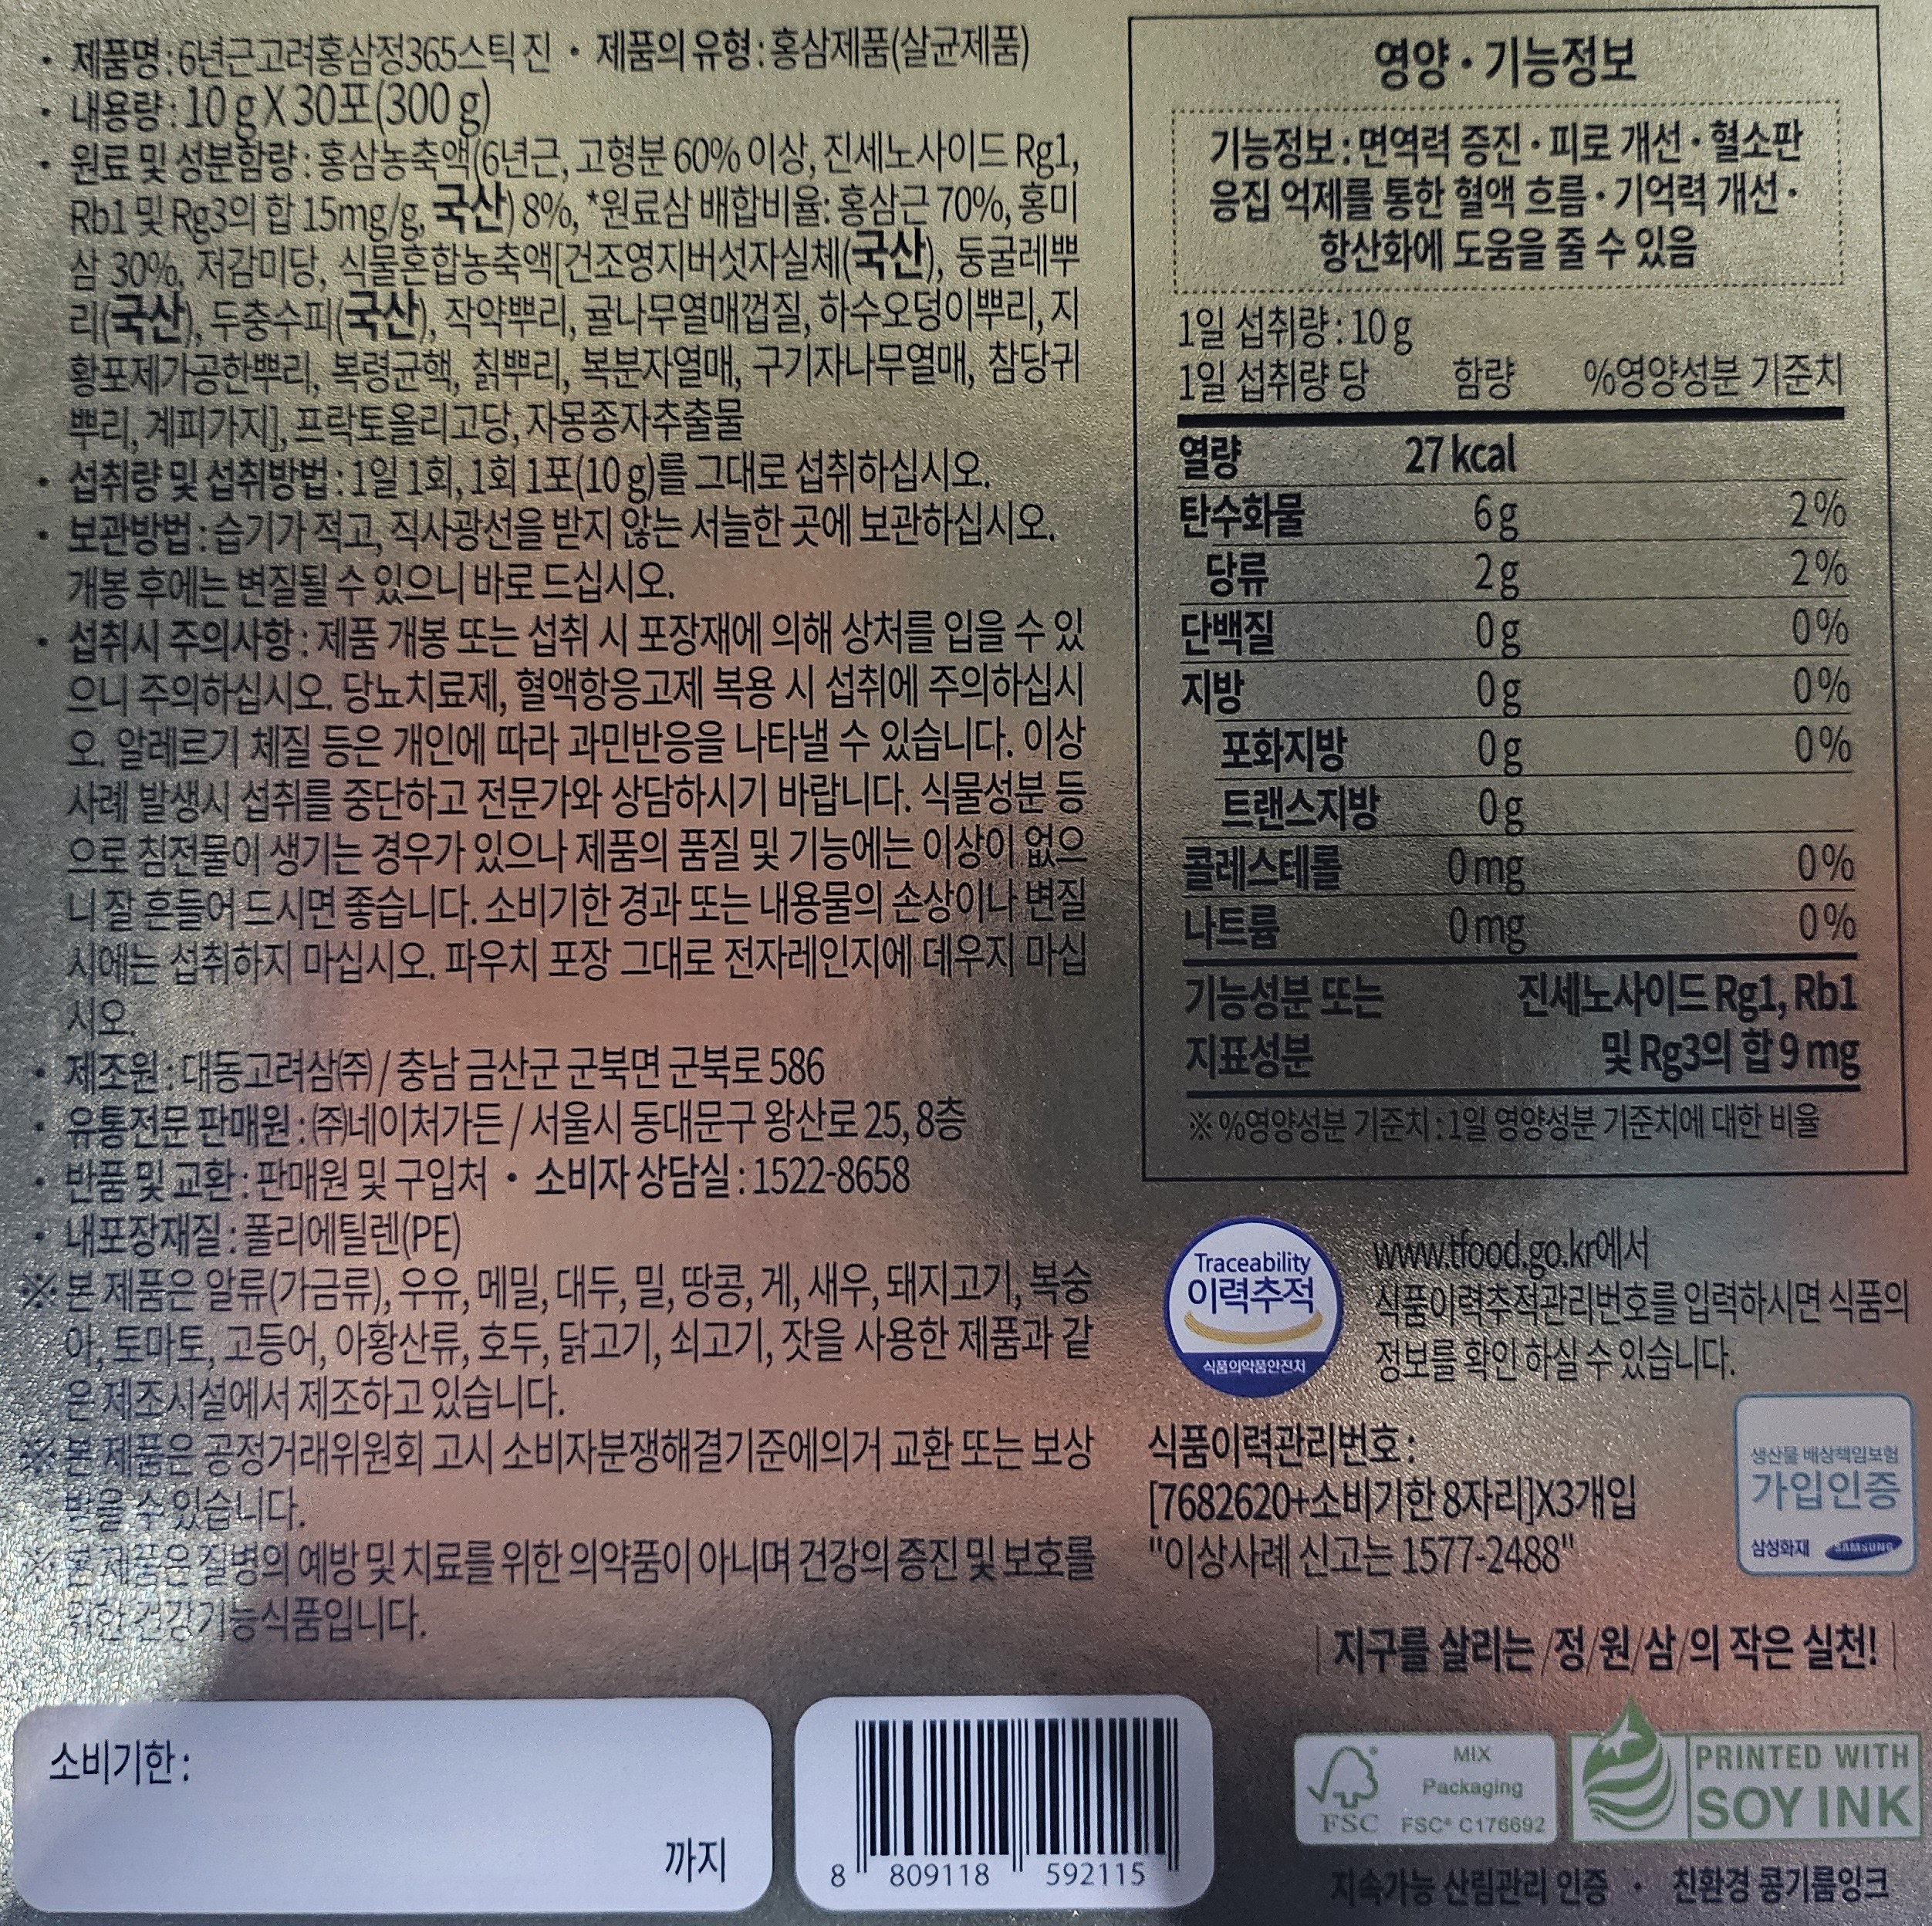 • 제품명 : 6년근고려홍삼정365스틱 진 • 제품의 유형 : 홍삼제품(살균제품)
• 내용량 : 10 g X 30포(300 g)
• 원료 및 성분함량 : 홍삼농축액(6년근, 고형분 60% 이상, 진세노사이드 Rg1,
Rb1 및 Rg3의 합 15mg/g, 국산) 8%, *원료삼 배합비율: 홍삼근 70%, 홍미
삼 30%, 저감미당, 식물혼합농축액[건조영지버섯자실체(국산), 둥굴레뿌
리(국산), 두충수피(국산), 작약뿌리, 귤나무열매껍질, 하수오덩이뿌리, 지
황포제가공한뿌리, 복령균핵, 칡뿌리, 복분자열매, 구기자나무열매, 참당귀
뿌리, 계피가지], 프락토올리고당, 자몽종자추출물
• 섭취량 및 섭취방법 : 1일 1회, 1회 1포(10 g)를 그대로 섭취하십시오.
• 보관방법 : 습기가 적고, 직사광선을 받지 않는 서늘한 곳에 보관하십시오.
개봉 후에는 변질될 수 있으니 바로 드십시오.
• 섭취시 주의사항 : 제품 개봉 또는 섭취 시 포장재에 의해 상처를 입을 수 있
으니 주의하십시오. 당뇨치료제, 혈액항응고제 복용 시 섭취에 주의하십시
오. 알레르기 체질 등은 개인에 따라 과민반응을 나타낼 수 있습니다. 이상
사례 발생시 섭취를 중단하고 전문가와 상담하시기 바랍니다. 식물성분 등
으로 침전물이 생기는 경우가 있으나 제품의 품질 및 기능에는 이상이 없으
니 잘 흔들어 드시면 좋습니다. 소비기한 경과 또는 내용물의 손상이나 변질
시에는 섭취하지 마십시오. 파우치 포장 그대로 전자레인지에 데우지 마십
시오.
• 제조원 : 대동고려삼㈜ / 충남 금산군 군북면 군북로 586
• 유통전문 판매원 : ㈜네이처가든 / 서울시 동대문구 왕산로 25, 8층
• 반품 및 교환 : 판매원 및 구입처 • 소비자 상담실 : 1522-8658
• 내포장재질 : 폴리에틸렌(PE)
※ 본 제품은 알류(가금류), 우유, 메밀, 대두, 밀, 땅콩, 게, 새우, 돼지고기, 복숭
아, 토마토, 고등어, 아황산류, 호두, 닭고기, 쇠고기, 잣을 사용한 제품과 같
은 제조시설에서 제조하고 있습니다.
※ 본 제품은 공정거래위원회 고시 소비자분쟁해결기준에의거 교환 또는 보상
받을 수 있습니다.
※ 본 제품은 질병의 예방 및 치료를 위한 의약품이 아니며 건강의 증진 및 보호를
위한 건강기능식품입니다.
소비기한 :
까지
8 809118 592115
영양 • 기능정보
기능정보 : 면역력 증진 • 피로 개선 • 혈소판
응집 억제를 통한 혈액 흐름 • 기억력 개선 •
항산화에 도움을 줄 수 있음
1일 섭취량 : 10 g
1일 섭취량 당 함량 %영양성분 기준치
열량 27 kcal
탄수화물 6 g 2%
당류 2 g 2%
단백질 0 g 0%
지방 0 g 0%
포화지방 0 g 0%
트랜스지방 0 g
콜레스테롤 0 mg 0%
나트륨 0 mg 0%
기능성분 또는 진세노사이드 Rg1, Rb1
지표성분 및 Rg3의 합 9 mg
※ %영양성분 기준치 : 1일 영양성분 기준치에 대한 비율
Traceability
이력추적
식품의약품안전처
www.tfood.go.kr에서
식품이력추적관리번호를 입력하시면 식품의
정보를 확인 하실 수 있습니다.
식품이력관리번호 :
[7682620+소비기한 8자리]X3개입
"이상사례 신고는 1577-2488"
생산물 배상책임보험
가입인증
삼성화재 SAMSUNG
지구를 살리는 /정/원/삼/의 작은 실천!
FSC
MIX
Packaging
FSC® C176692
PRINTED WITH
SOY INK
지속가능 산림관리 인증 • 친환경 콩기름잉크